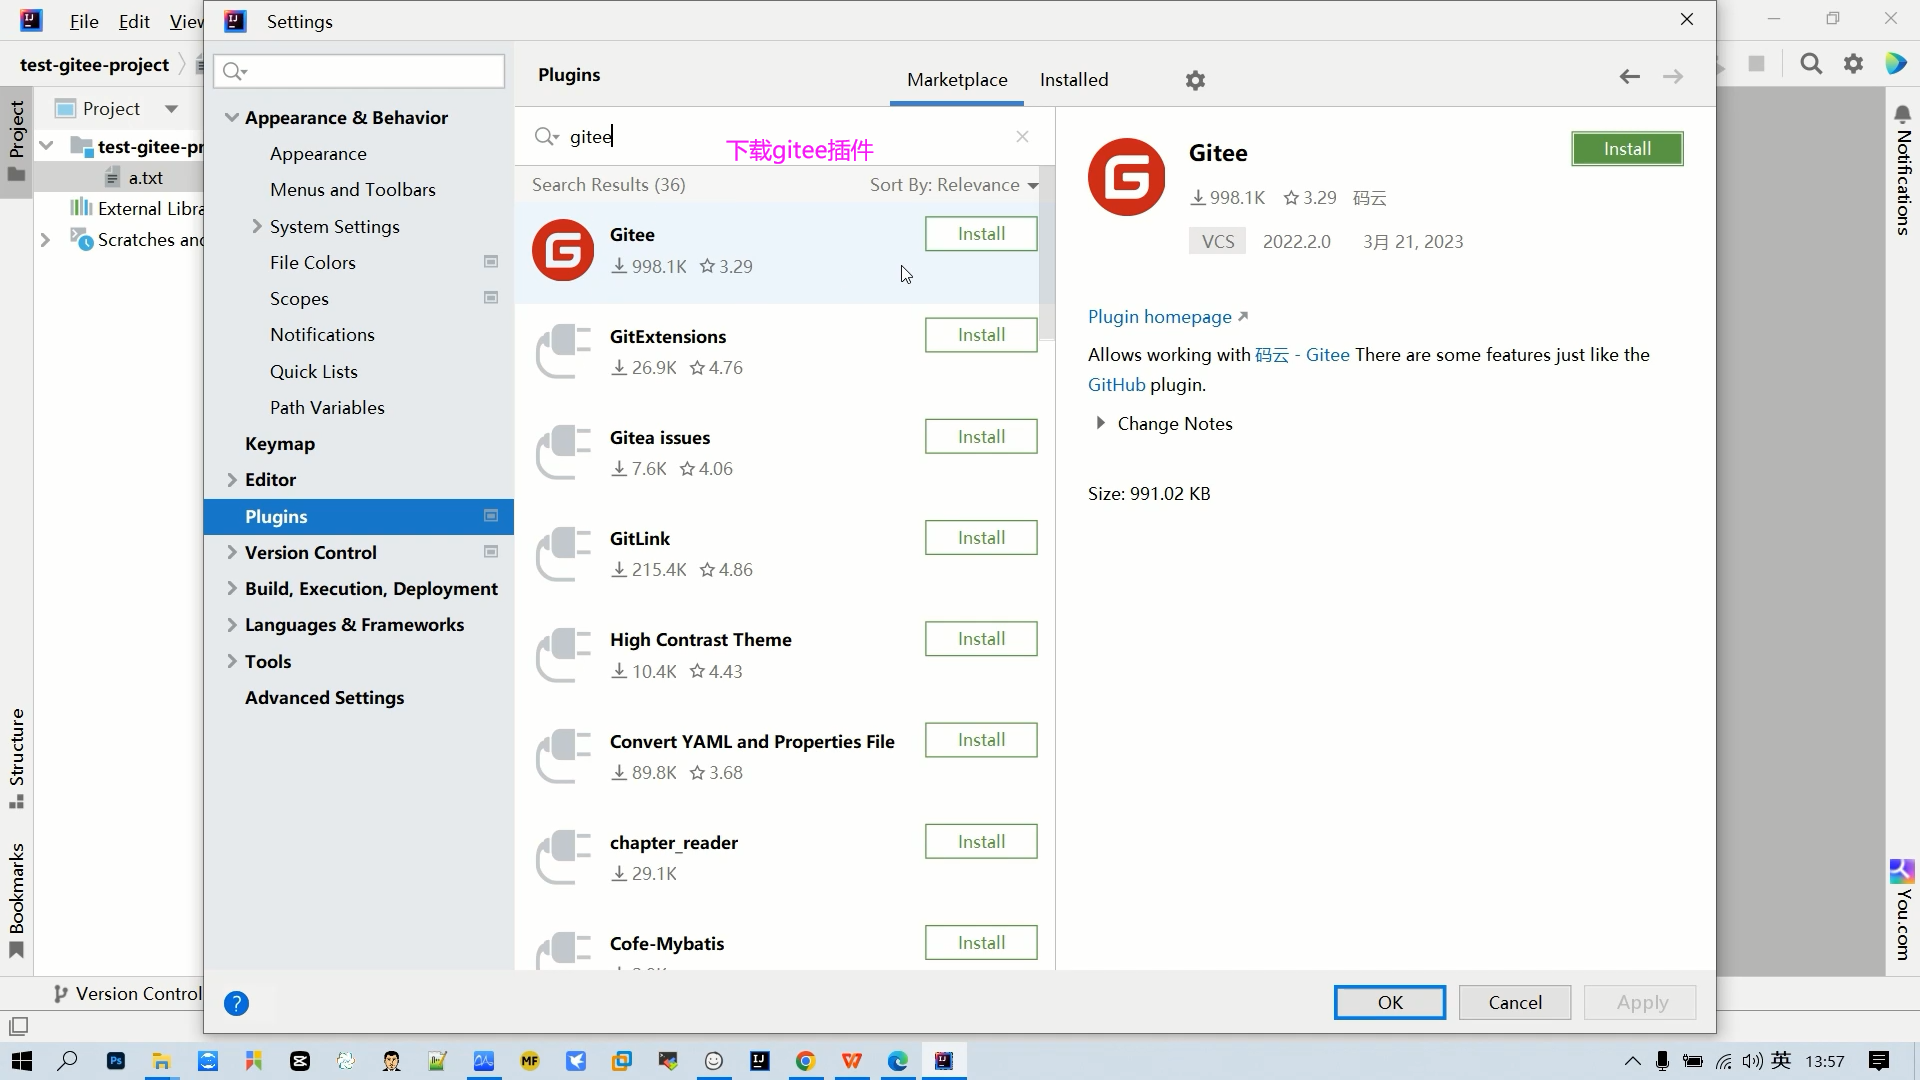 File Edit View
Settings
test-gitee-project
Plugins
Marketplace
Installed
Project
Project
Notifications
test-gitee-pr
a.txt
External Libra
Scratches and
Appearance & Behavior
Appearance
Menus and Toolbars
System Settings
File Colors
Scopes
Notifications
Quick Lists
Path Variables
Keymap
Editor
Plugins
Version Control
Build, Execution, Deployment
Languages & Frameworks
Tools
Advanced Settings
gitee
下载gitee插件
Search Results (36)
Sort By: Relevance
Gitee
998.1K 3.29
Install
GitExtensions
26.9K 4.76
Install
Gitea issues
7.6K 4.06
Install
GitLink
215.4K 4.86
Install
High Contrast Theme
10.4K 4.43
Install
Convert YAML and Properties File
89.8K 3.68
Install
chapter_reader
29.1K
Install
Cofe-Mybatis
Install
Gitee
Install
998.1K 3.29 码云
VCS 2022.2.0 3月 21, 2023
Plugin homepage
Allows working with 码云 - Gitee There are some features just like the
GitHub plugin.
Change Notes
Size: 991.02 KB
Structure
Bookmarks
You.com
Version Control
?
OK
Cancel
Apply
Ps
MF
IJ
英
13:57